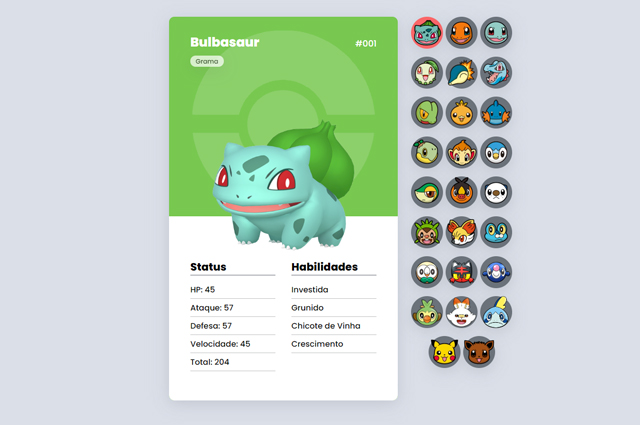 Bulbasaur
#001
Grama
Status
HP: 45
Ataque: 57
Defesa: 57
Velocidade: 45
Total: 204
Habilidades
Investida
Grunido
Chicote de Vinha
Crescimento